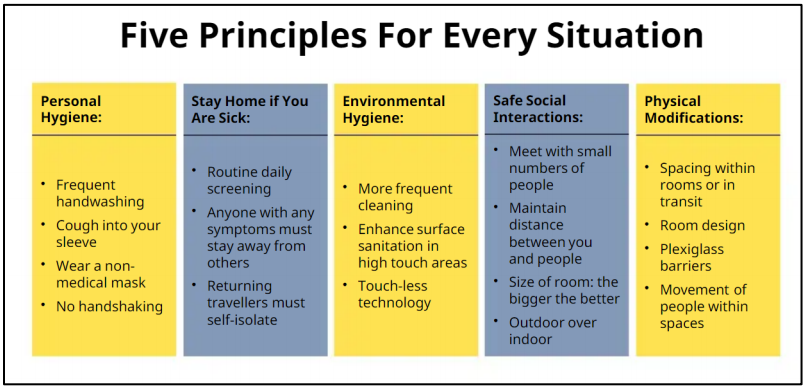 Five Principles For Every Situation
Personal
Hygiene:
• Frequent
handwashing
• Cough into your
sleeve
• Wear a non-
medical mask
• No handshaking
Stay Home if You
Are Sick:
• Routine daily
screening
• Anyone with any
symptoms must
stay away from
others
• Returning
travellers must
self-isolate
Environmental
Hygiene:
• More frequent
cleaning
• Enhance surface
sanitation in
high touch areas
• Touch-less
technology
Safe Social
Interactions:
• Meet with small
numbers of
people
• Maintain
distance
between you
and people
• Size of room: the
bigger the better
• Outdoor over
indoor
Physical
Modifications:
• Spacing within
rooms or in
transit
• Room design
• Plexiglass
barriers
• Movement of
people within
spaces